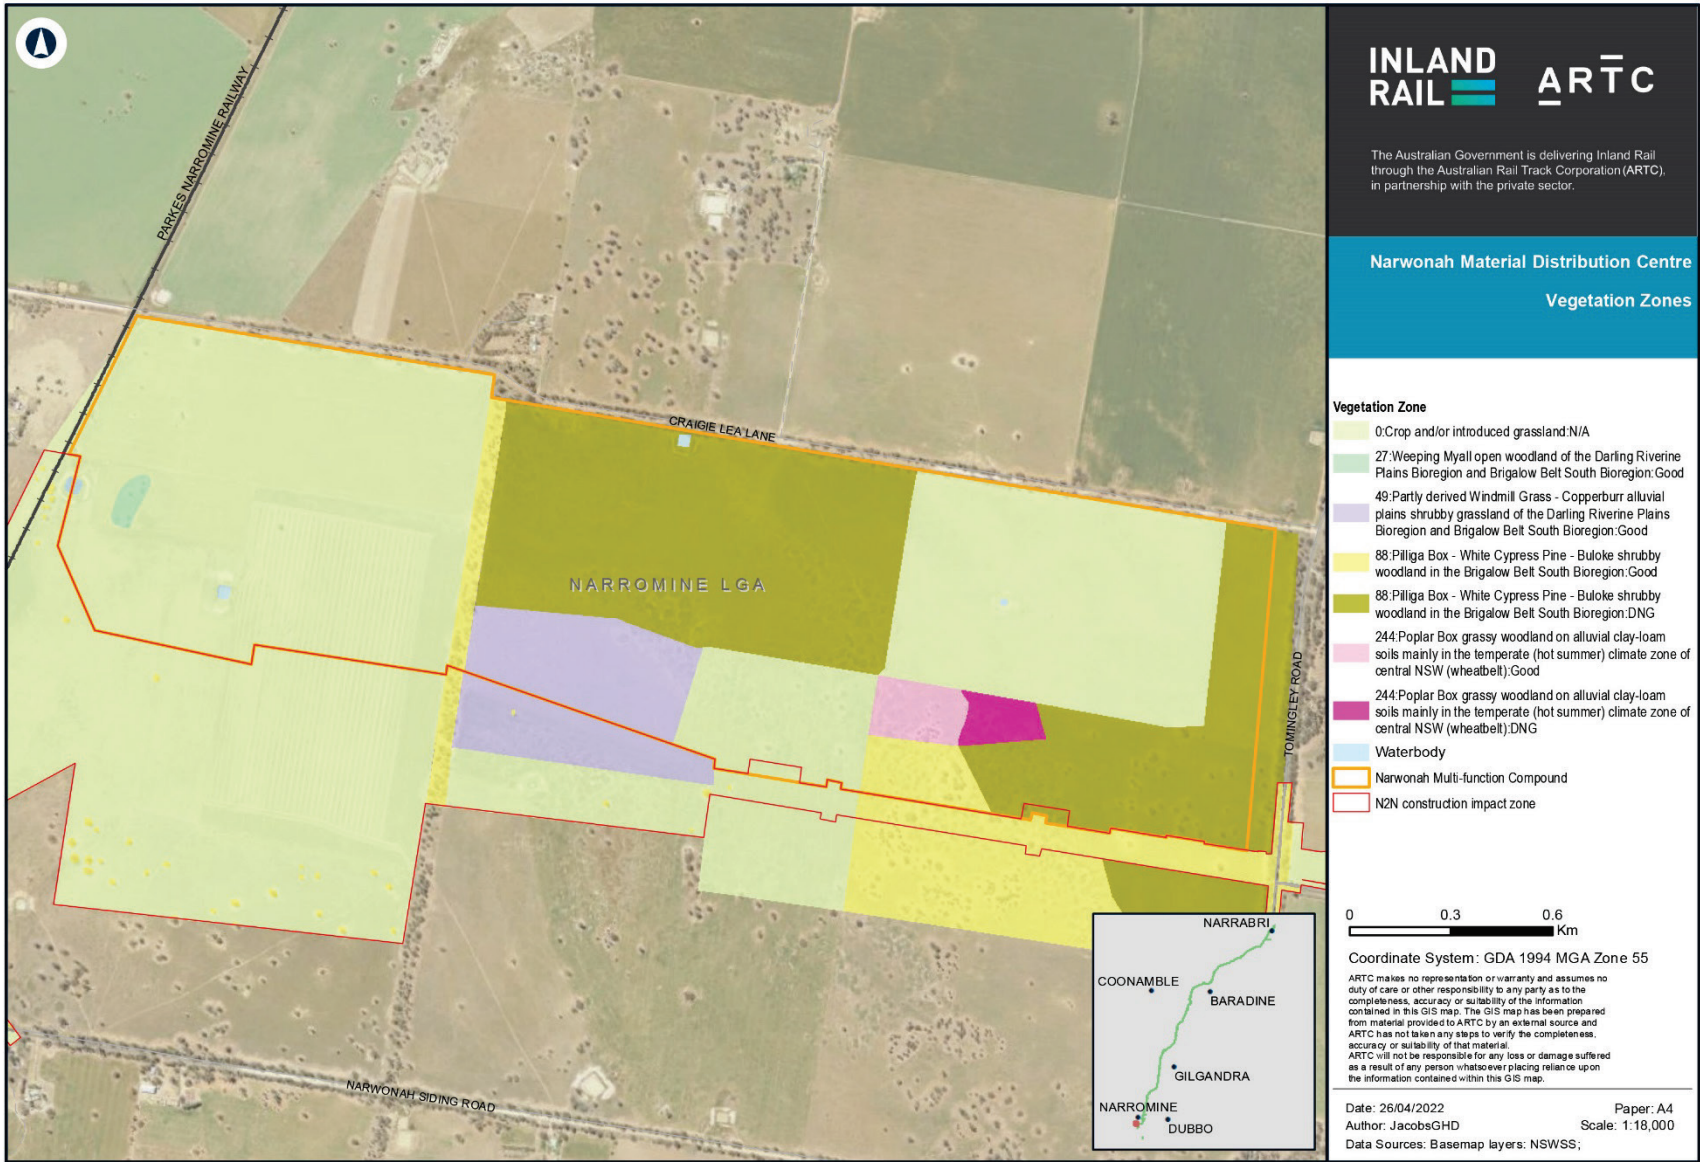 PARKES NARROMINE RAILWAY
CRAIGIE LEA LANE
NARROMINE LGA
TOMINGLEY ROAD
NARWONAH SIDING ROAD
NARRABRI
COONAMBLE
BARADINE
GILGANDRA
NARROMINE
DUBBO
INLAND
RAIL
ARTC
The Australian Government is delivering Inland Rail
through the Australian Rail Track Corporation (ARTC),
in partnership with the private sector.
Narwonah Material Distribution Centre
Vegetation Zones
Vegetation Zone
0:Crop and/or introduced grassland:N/A
27:Weeping Myall open woodland of the Darling Riverine
Plains Bioregion and Brigalow Belt South Bioregion:Good
49:Partly derived Windmill Grass - Copperburr alluvial
plains shrubby grassland of the Darling Riverine Plains
Bioregion and Brigalow Belt South Bioregion:Good
88:Pilliga Box - White Cypress Pine - Buloke shrubby
woodland in the Brigalow Belt South Bioregion:Good
88:Pilliga Box - White Cypress Pine - Buloke shrubby
woodland in the Brigalow Belt South Bioregion:DNG
244:Poplar Box grassy woodland on alluvial clay-loam
soils mainly in the temperate (hot summer) climate zone of
central NSW (wheatbelt):Good
244:Poplar Box grassy woodland on alluvial clay-loam
soils mainly in the temperate (hot summer) climate zone of
central NSW (wheatbelt):DNG
Waterbody
Narwonah Multi-function Compound
N2N construction impact zone
0 0.3 0.6
Km
Coordinate System: GDA 1994 MGA Zone 55
ARTC makes no representation or warranty and assumes no
duty of care or other responsibility to any party as to the
completeness, accuracy or suitability of the information
contained in this GIS map. The GIS map has been prepared
from material provided to ARTC by an external source and
ARTC has not taken any steps to verify the completeness,
accuracy or suitability of that material.
ARTC will not be responsible for any loss or damage suffered
as a result of any person whatsoever placing reliance upon
the information contained within this GIS map.
Date: 26/04/2022 Paper: A4
Author: JacobsGHD Scale: 1:18,000
Data Sources: Basemap layers: NSWSS;